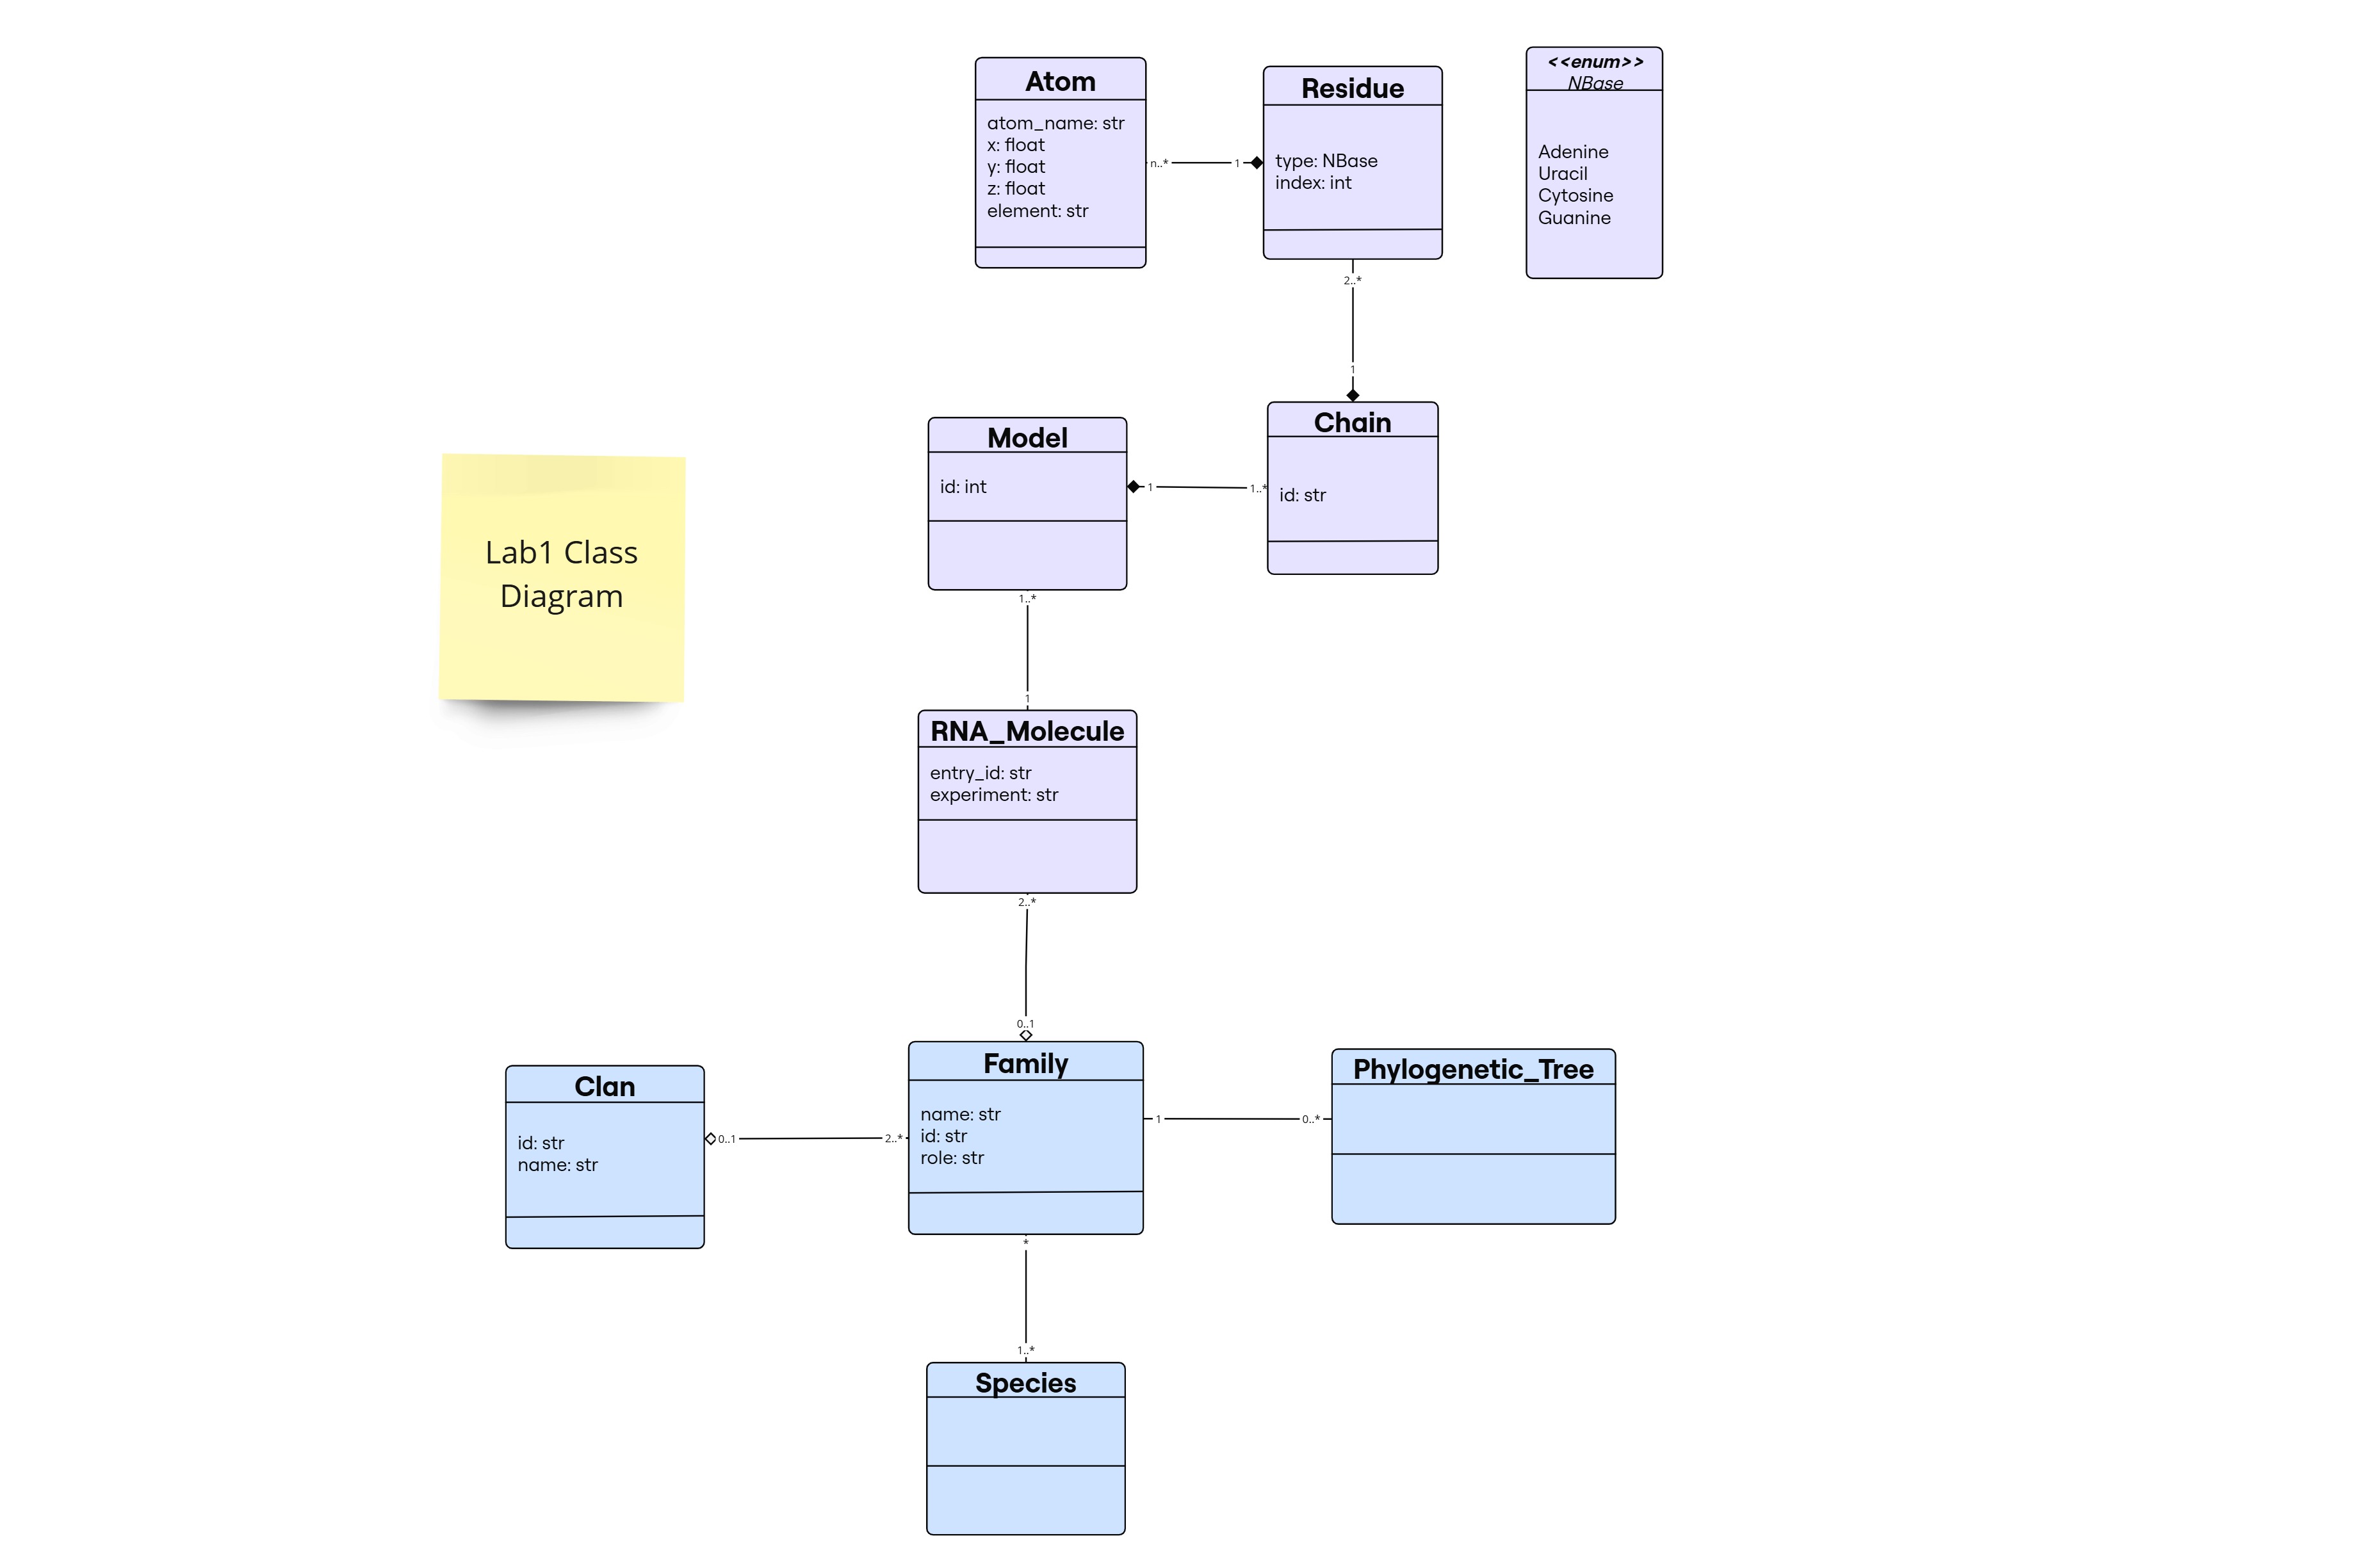 Atom
atom_name: str
x: float
y: float
z: float
element: str
n..*
1
Residue
type: NBase
index: int
<<enum>>
NBase
Adenine
Uracil
Cytosine
Guanine
2..*
1
Chain
id: str
Model
id: int
1
1..*
Lab1 Class
Diagram
1..*
1
RNA_Molecule
entry_id: str
experiment: str
2..*
0..1
Family
name: str
id: str
role: str
Clan
id: str
name: str
0..1
2..*
1
0..*
Phylogenetic_Tree
*
1..*
Species